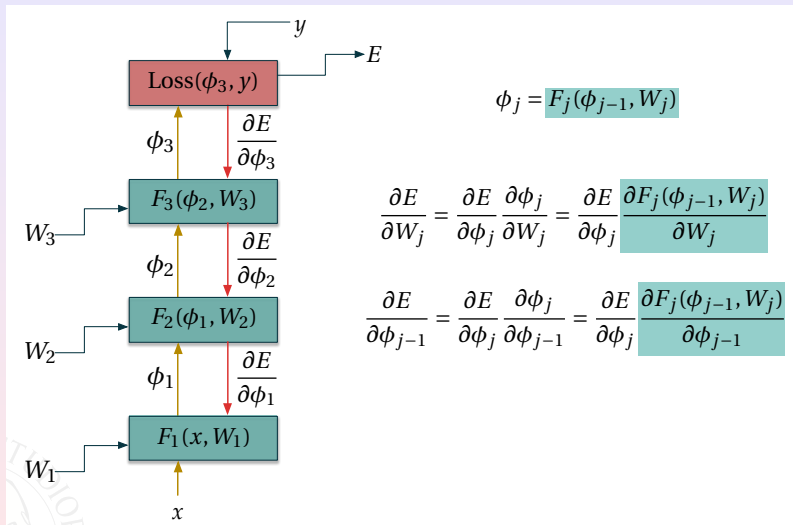 y
E
Loss(ϕ₃, y)
ϕⱼ = Fⱼ(ϕⱼ₋₁, Wⱼ)
ϕ₃
∂E/∂ϕ₃
F₃(ϕ₂, W₃)
∂E/∂Wⱼ = ∂E/∂ϕⱼ ∂ϕⱼ/∂Wⱼ = ∂E/∂ϕⱼ ∂Fⱼ(ϕⱼ₋₁, Wⱼ)/∂Wⱼ
W₃
ϕ₂
∂E/∂ϕ₂
F₂(ϕ₁, W₂)
∂E/∂ϕⱼ₋₁ = ∂E/∂ϕⱼ ∂ϕⱼ/∂ϕⱼ₋₁ = ∂E/∂ϕⱼ ∂Fⱼ(ϕⱼ₋₁, Wⱼ)/∂ϕⱼ₋₁
W₂
ϕ₁
∂E/∂ϕ₁
F₁(x, W₁)
W₁
x